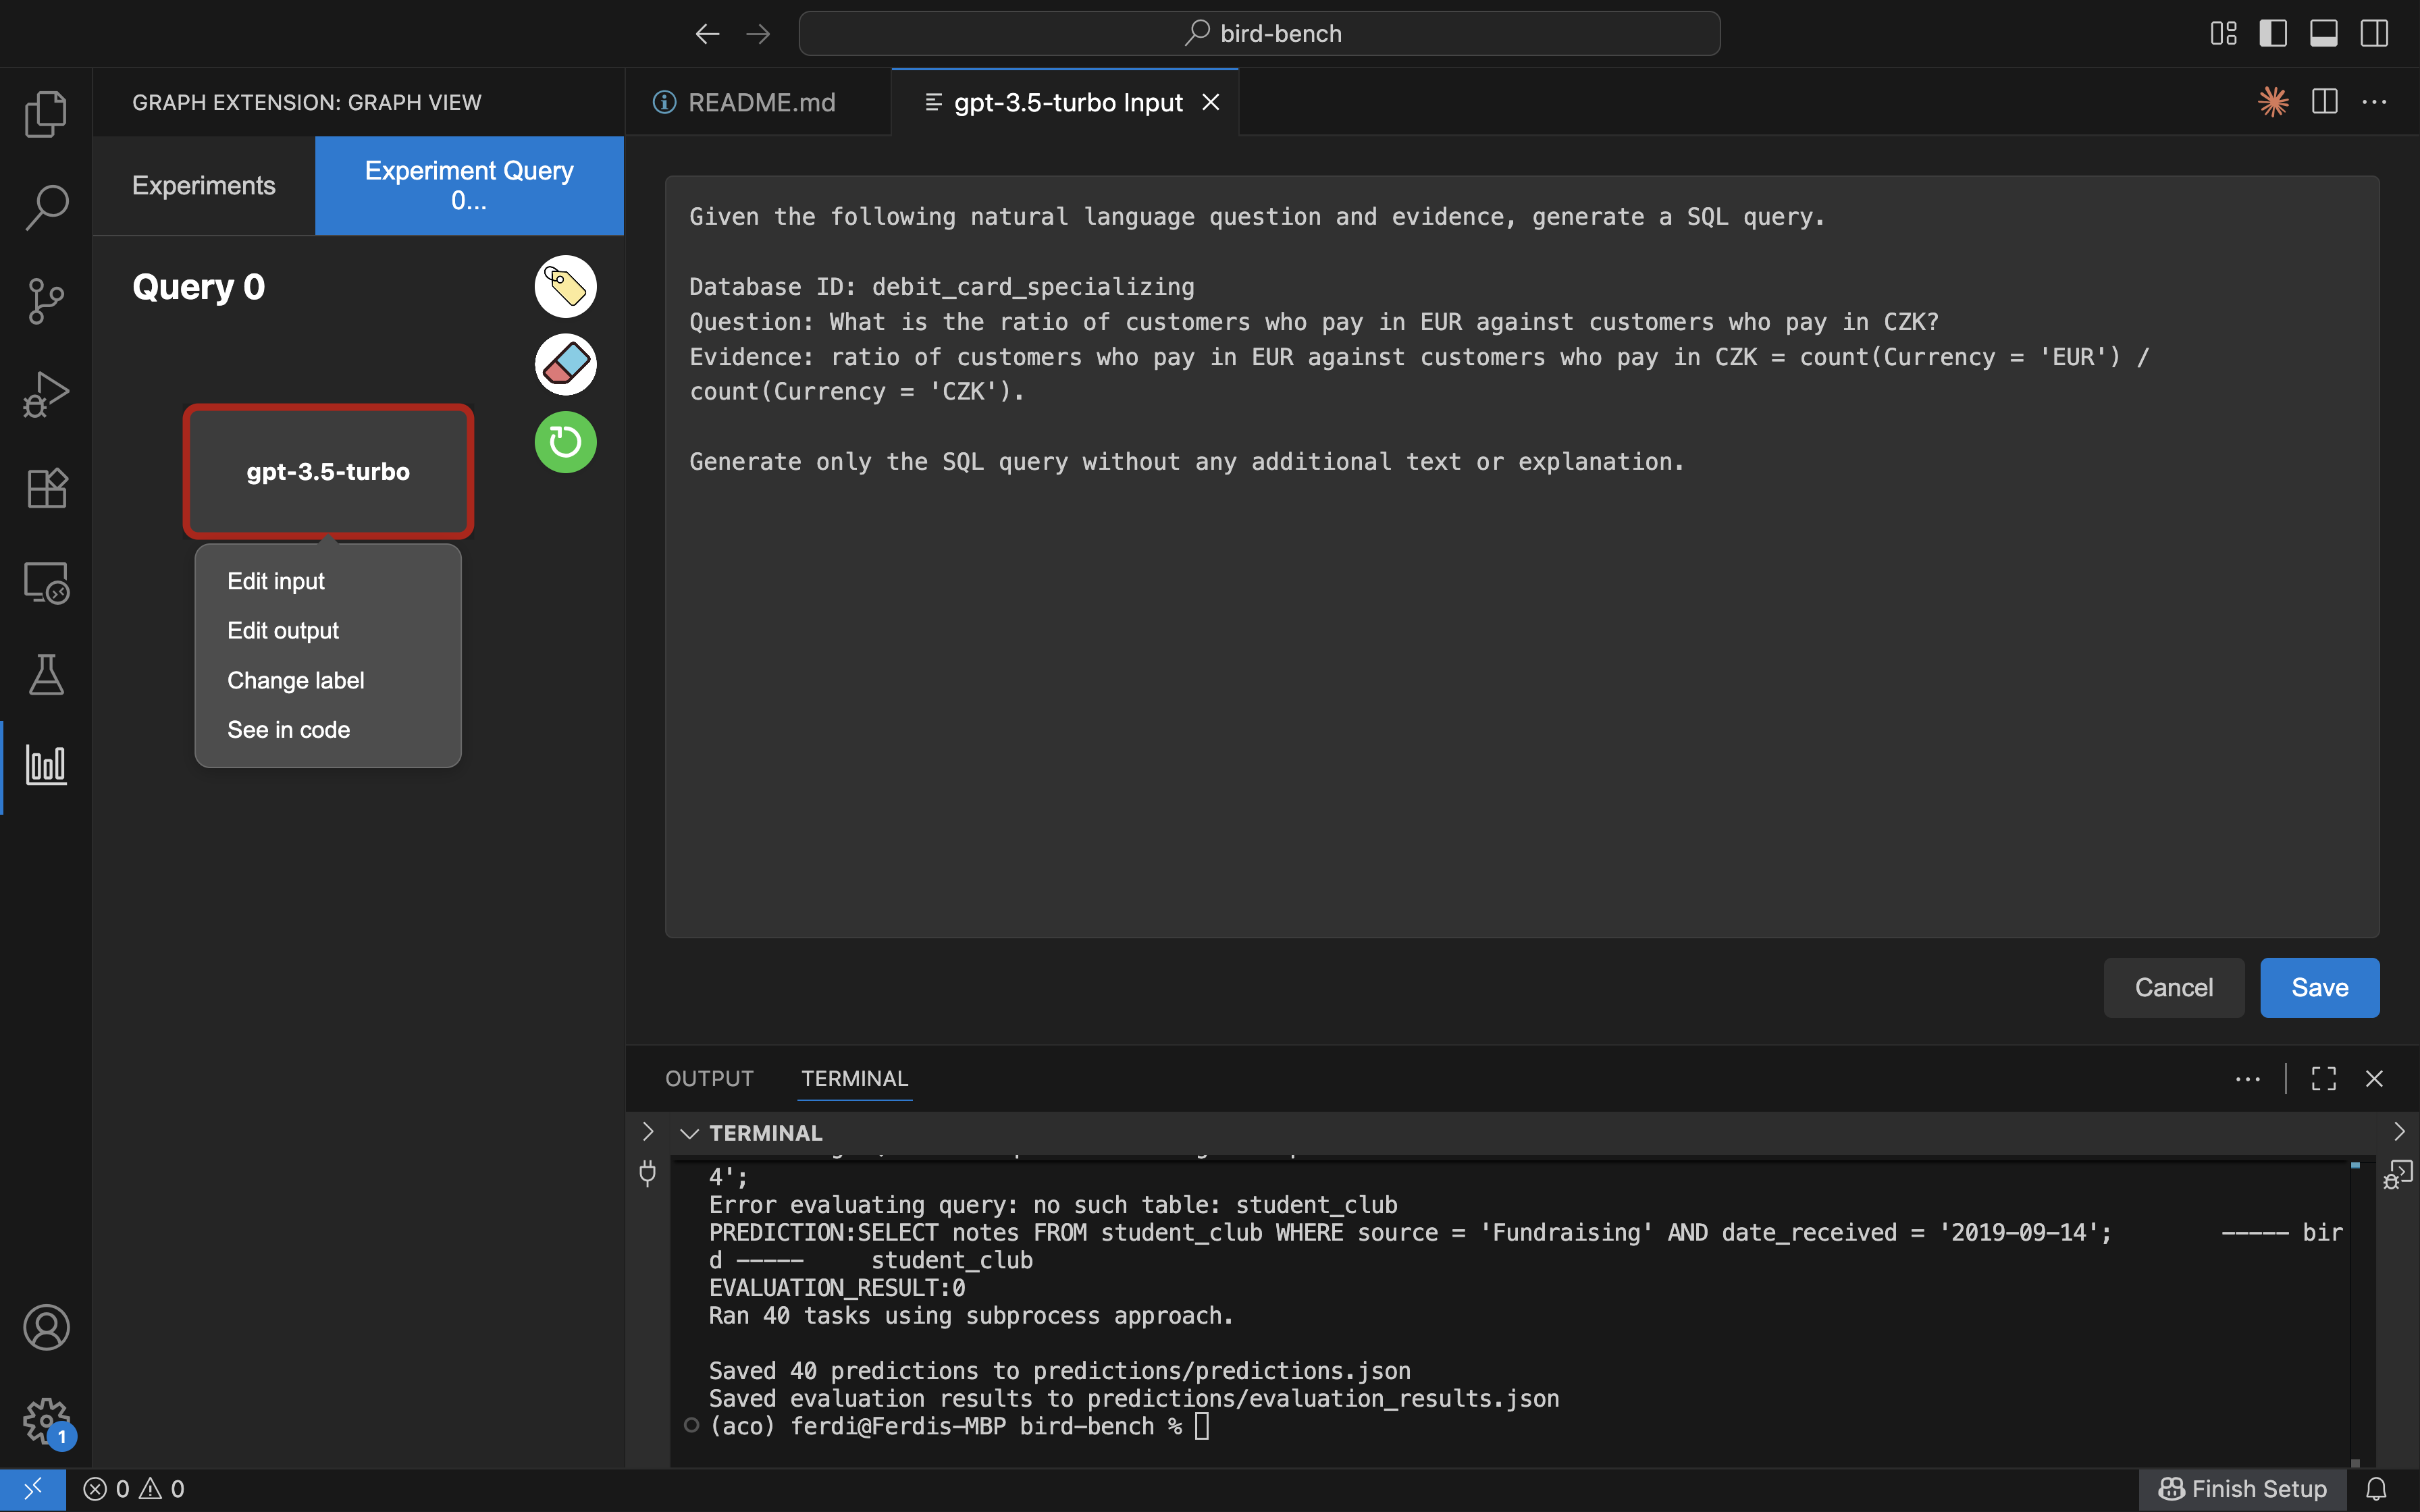 bird-bench
GRAPH EXTENSION: GRAPH VIEW
README.md
gpt-3.5-turbo Input
Experiments
Experiment Query
0...
Query 0
gpt-3.5-turbo
Edit input
Edit output
Change label
See in code
Given the following natural language question and evidence, generate a SQL query.
Database ID: debit_card_specializing
Question: What is the ratio of customers who pay in EUR against customers who pay in CZK?
Evidence: ratio of customers who pay in EUR against customers who pay in CZK = count(Currency = 'EUR') /
count(Currency = 'CZK').
Generate only the SQL query without any additional text or explanation.
Cancel
Save
OUTPUT
TERMINAL
TERMINAL
4';
Error evaluating query: no such table: student_club
PREDICTION:SELECT notes FROM student_club WHERE source = 'Fundraising' AND date_received = '2019-09-14'; ----- bir
d ----- student_club
EVALUATION_RESULT:0
Ran 40 tasks using subprocess approach.
Saved 40 predictions to predictions/predictions.json
Saved evaluation results to predictions/evaluation_results.json
(aco) ferdi@Ferdis-MBP bird-bench %
1
0 0
Finish Setup